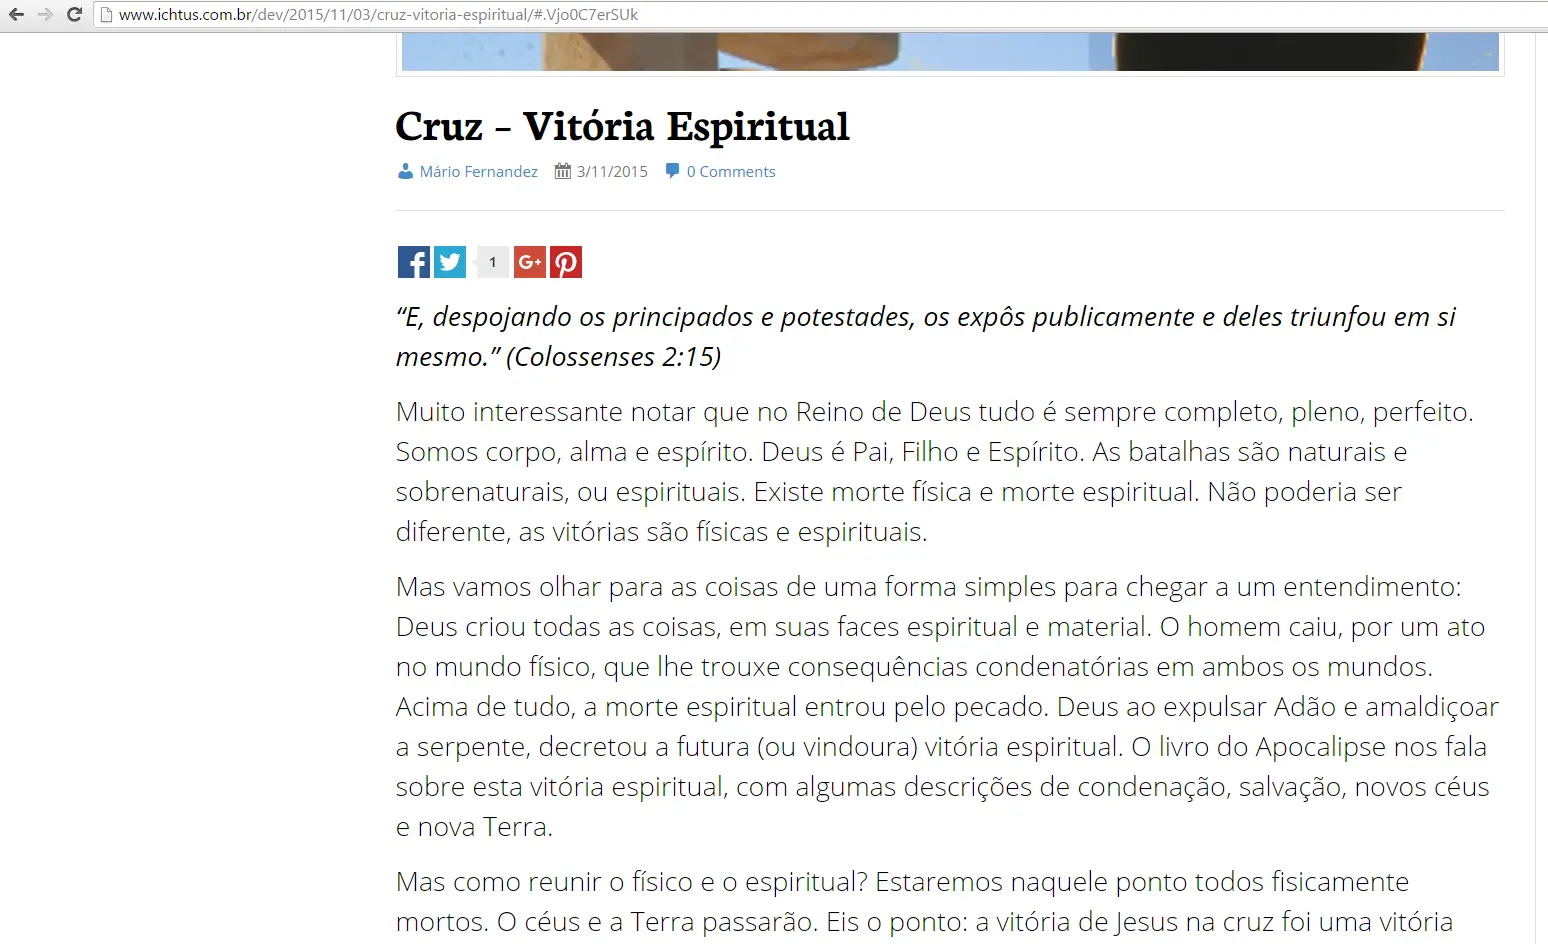 www.ichtus.com.br/dev/2015/11/03/cruz-vitoria-espiritual/#.Vjo0C7erSUk
Cruz – Vitória Espiritual
Mário Fernandez 3/11/2015 0 Comments
1 G+
“E, despojando os principados e potestades, os expôs publicamente e deles triunfou em si
mesmo.” (Colossenses 2:15)
Muito interessante notar que no Reino de Deus tudo é sempre completo, pleno, perfeito.
Somos corpo, alma e espírito. Deus é Pai, Filho e Espírito. As batalhas são naturais e
sobrenaturais, ou espirituais. Existe morte física e morte espiritual. Não poderia ser
diferente, as vitórias são físicas e espirituais.
Mas vamos olhar para as coisas de uma forma simples para chegar a um entendimento:
Deus criou todas as coisas, em suas faces espiritual e material. O homem caiu, por um ato
no mundo físico, que lhe trouxe consequências condenatórias em ambos os mundos.
Acima de tudo, a morte espiritual entrou pelo pecado. Deus ao expulsar Adão e amaldiçoar
a serpente, decretou a futura (ou vindoura) vitória espiritual. O livro do Apocalipse nos fala
sobre esta vitória espiritual, com algumas descrições de condenação, salvação, novos céus
e nova Terra.
Mas como reunir o físico e o espiritual? Estaremos naquele ponto todos fisicamente
mortos. O céus e a Terra passarão. Eis o ponto: a vitória de Jesus na cruz foi uma vitória